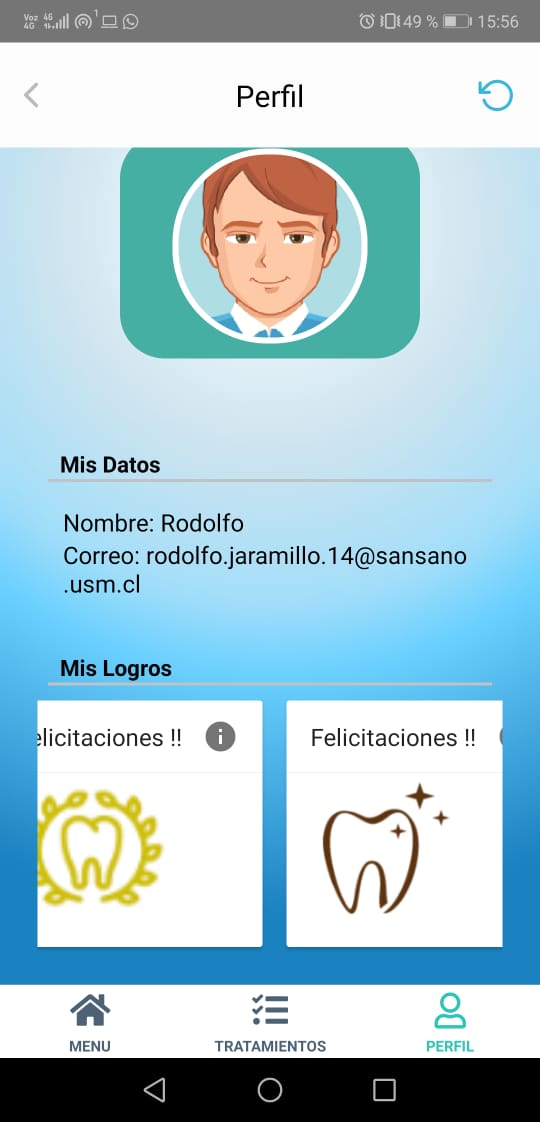 Voz 4G 4G 1 49 % 15:56
Perfil
Mis Datos
Nombre: Rodolfo
Correo: rodolfo.jaramillo.14@sansano
.usm.cl
Mis Logros
elicitaciones !! i Felicitaciones !!
MENU TRATAMIENTOS PERFIL